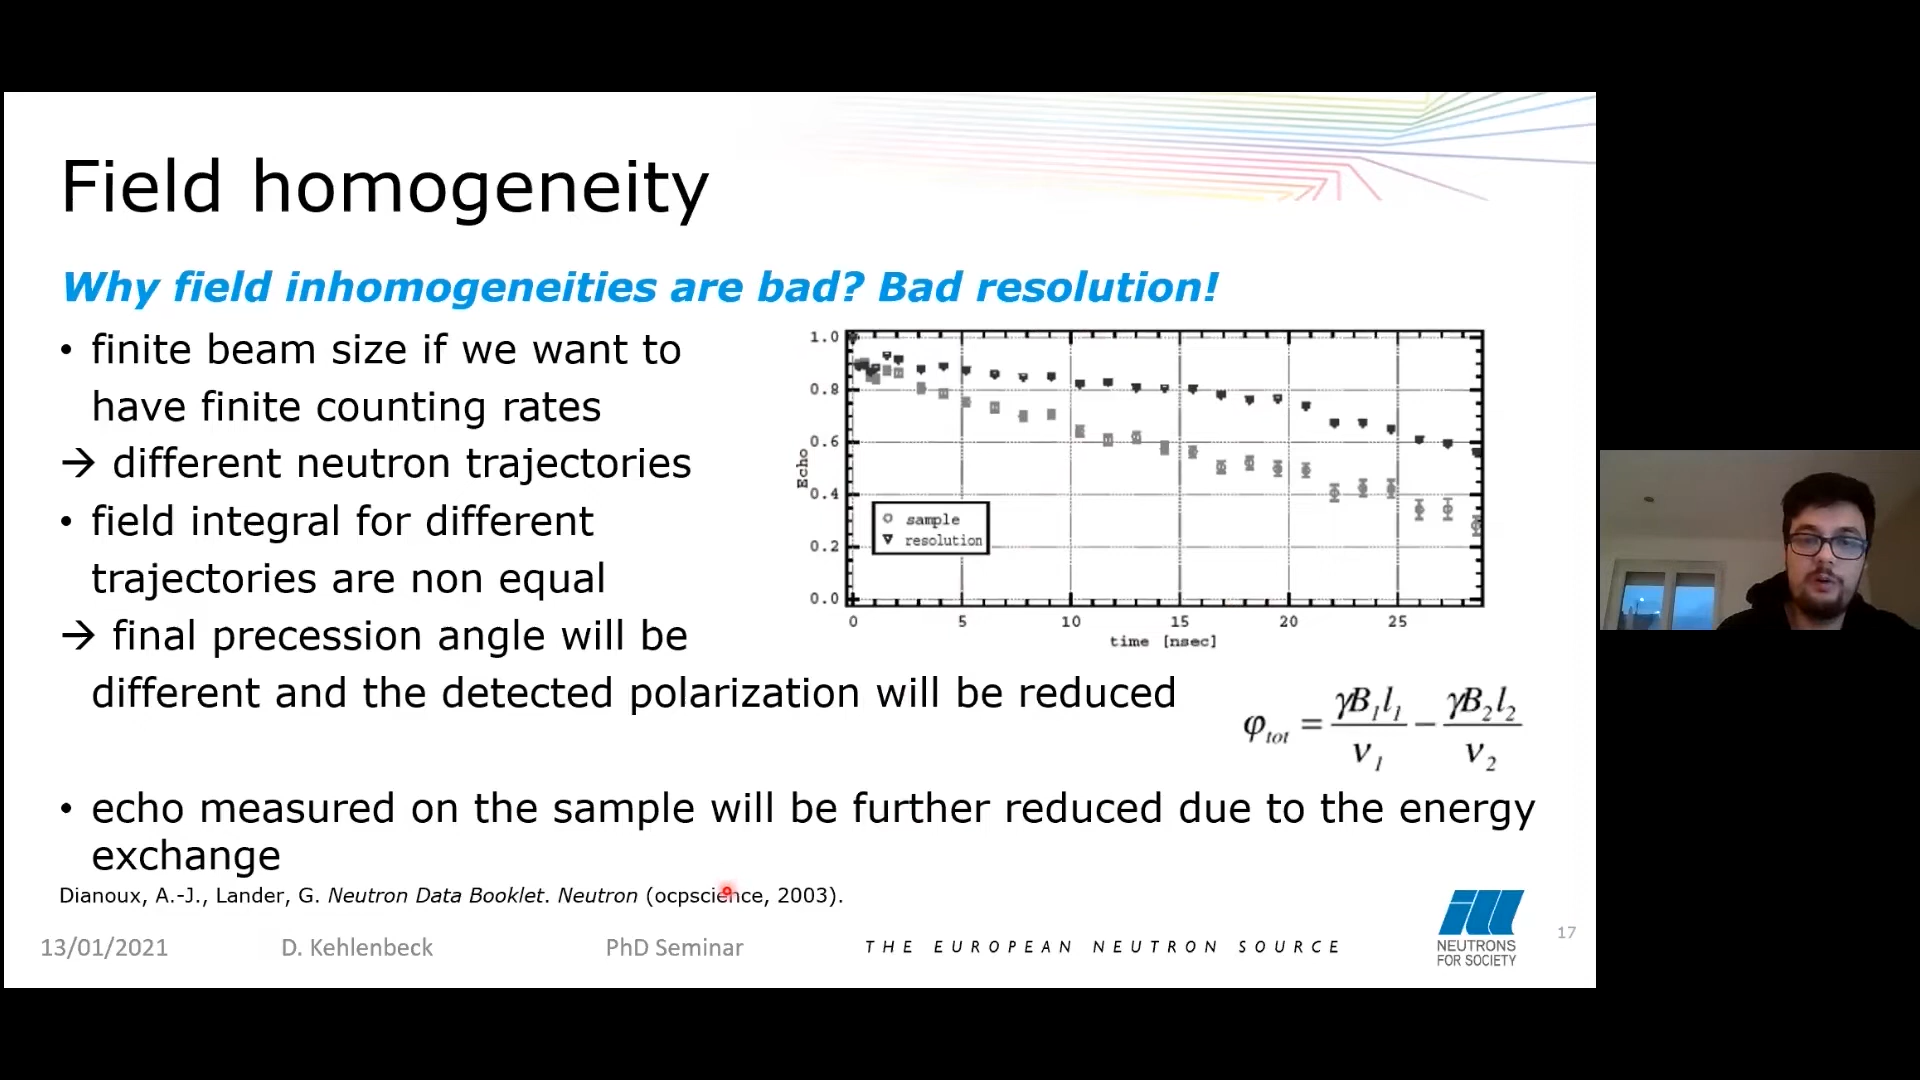 Field homogeneity
Why field inhomogeneities are bad? Bad resolution!
• finite beam size if we want to
have finite counting rates
→ different neutron trajectories
• field integral for different
trajectories are non equal
→ final precession angle will be
different and the detected polarization will be reduced
• echo measured on the sample will be further reduced due to the energy
exchange
1.0
0.8
0.6
0.4
0.2
0.0
Echo
sample
resolution
0 5 10 15 20 25
time [nsec]
φtot = γB1l1/v1 − γB2l2/v2
Dianoux, A.-J., Lander, G. Neutron Data Booklet. Neutron (ocpscience, 2003).
13/01/2021 D. Kehlenbeck PhD Seminar THE EUROPEAN NEUTRON SOURCE
ill
NEUTRONS
FOR SOCIETY
17